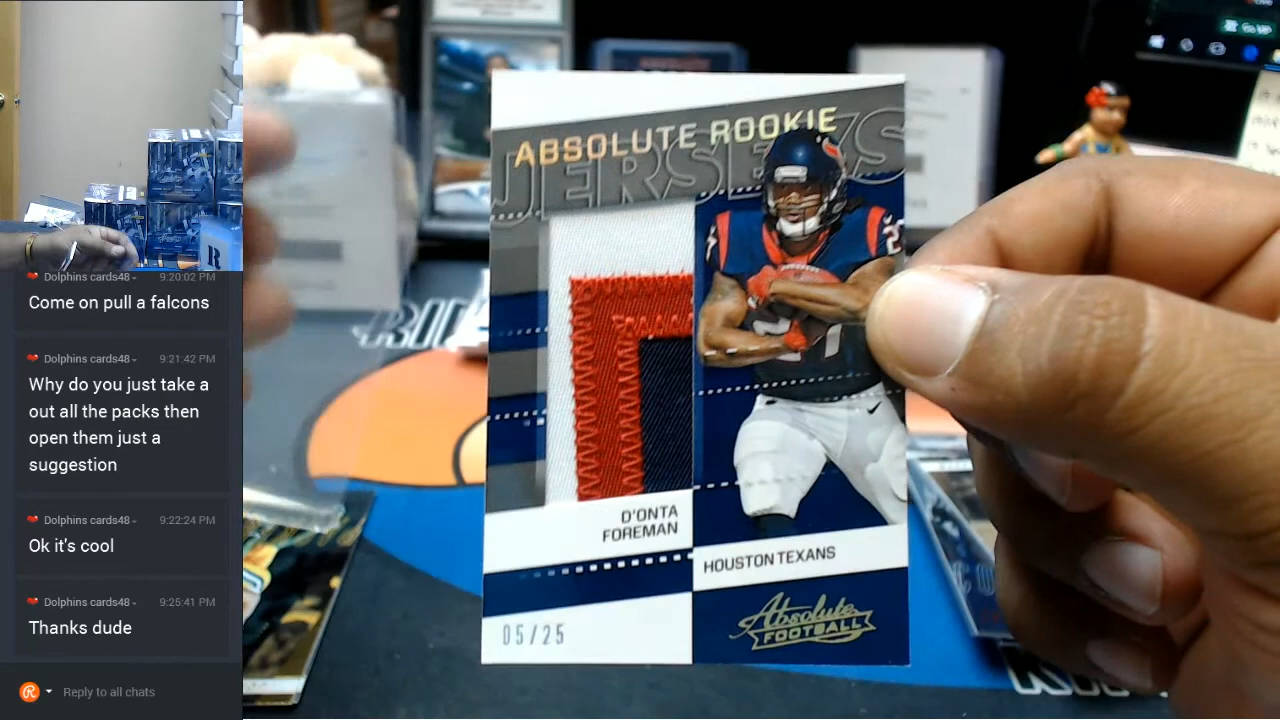 Dolphins cards48 9:20:02 PM
Come on pull a falcons
Dolphins cards48 9:21:42 PM
Why do you just take a
out all the packs then
open them just a
suggestion
Dolphins cards48 9:22:24 PM
Ok it's cool
Dolphins cards48 9:25:41 PM
Thanks dude
Reply to all chats
ABSOLUTE ROOKIE
JERSEYS
D'ONTA
FOREMAN
HOUSTON TEXANS
05/25
Absolute
FOOTBALL